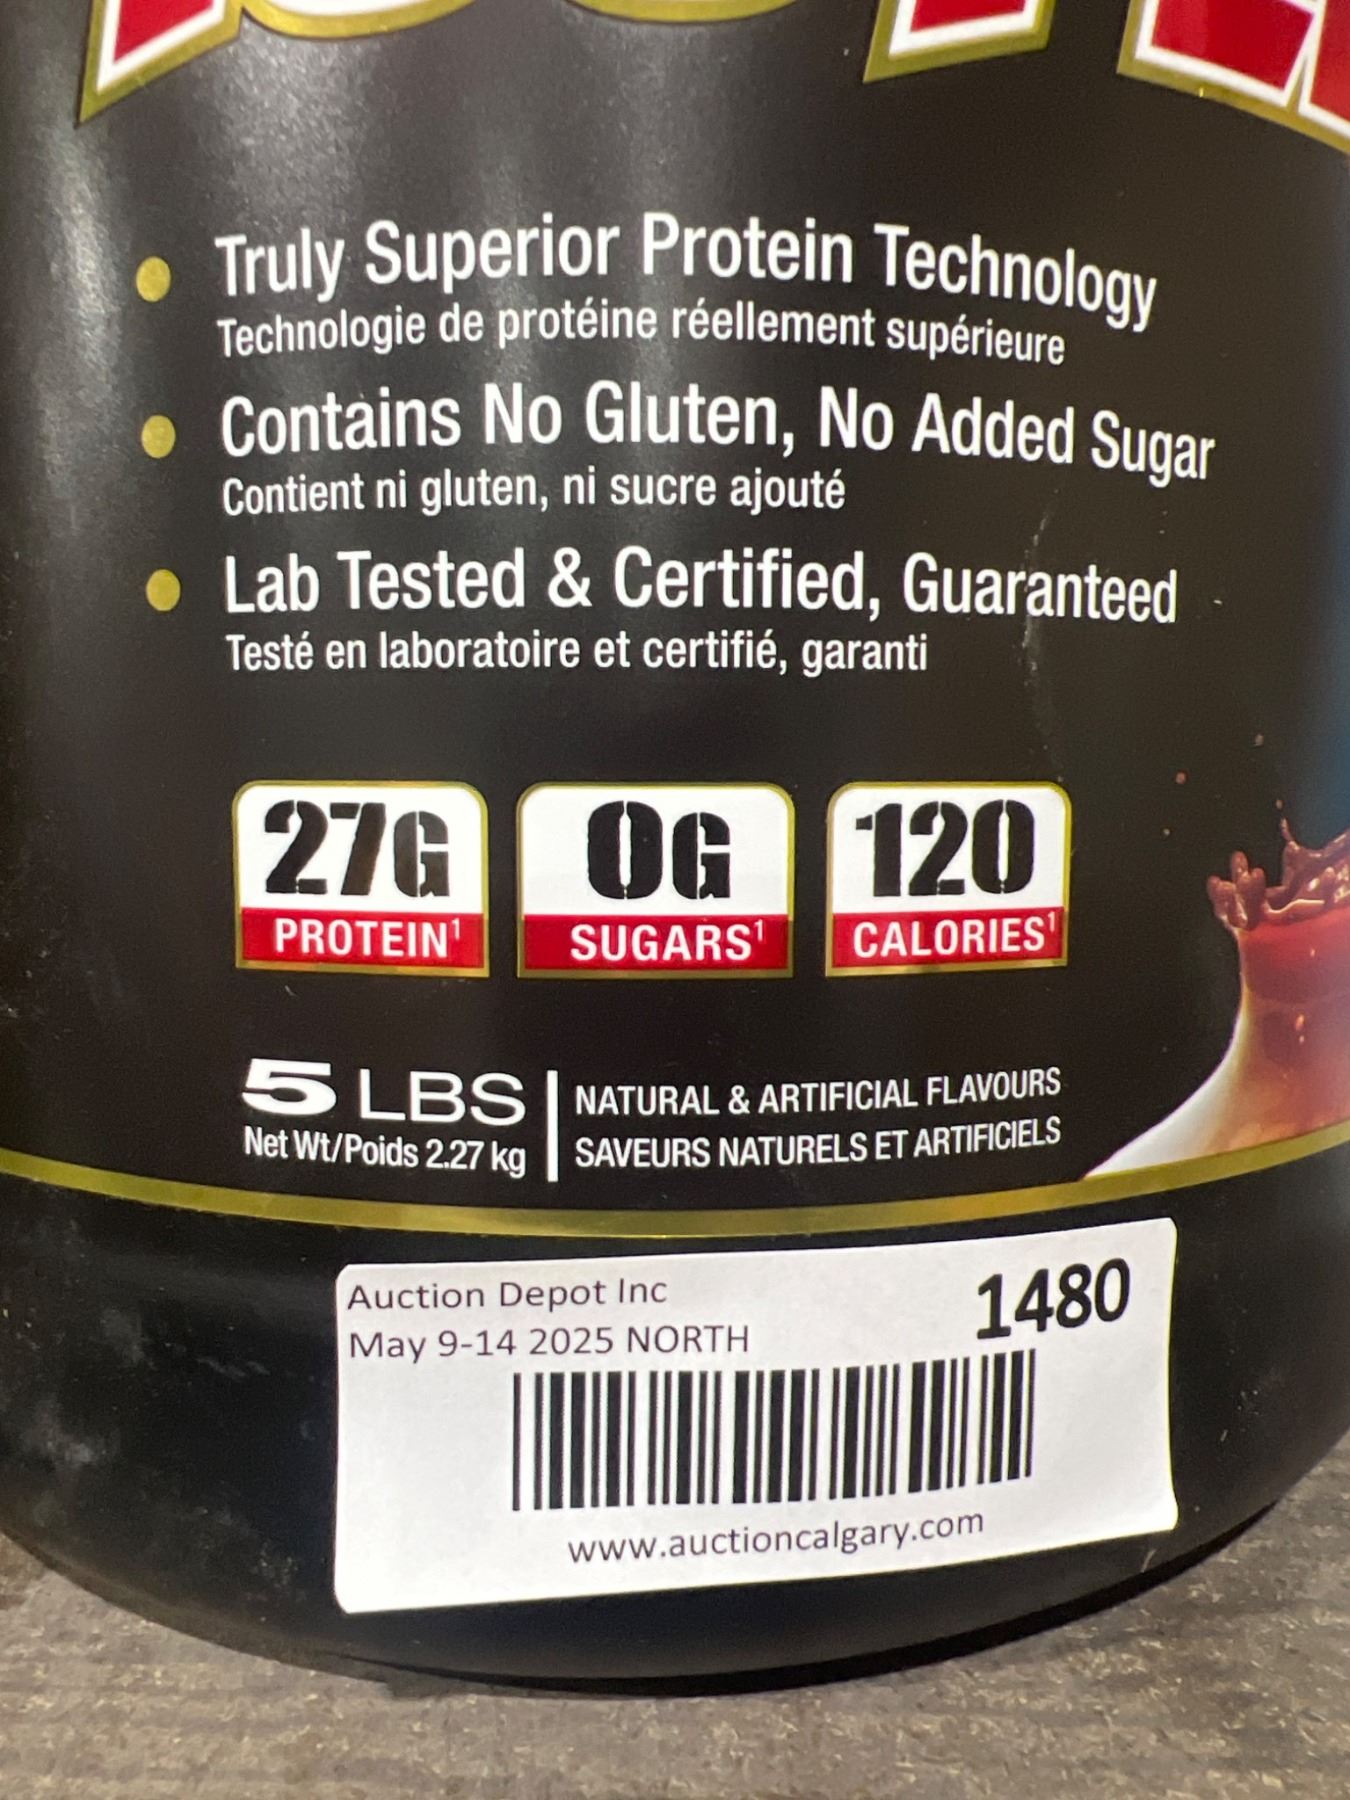 Truly Superior Protein Technology
Technologie de protéine réellement supérieure
Contains No Gluten, No Added Sugar
Contient ni gluten, ni sucre ajouté
Lab Tested & Certified, Guaranteed
Testé en laboratoire et certifié, garanti
27G PROTEIN¹
0G SUGARS¹
120 CALORIES¹
5 LBS
Net Wt/Poids 2.27 kg
NATURAL & ARTIFICIAL FLAVOURS
SAVEURS NATURELS ET ARTIFICIELS
Auction Depot Inc
May 9-14 2025 NORTH
1480
www.auctioncalgary.com